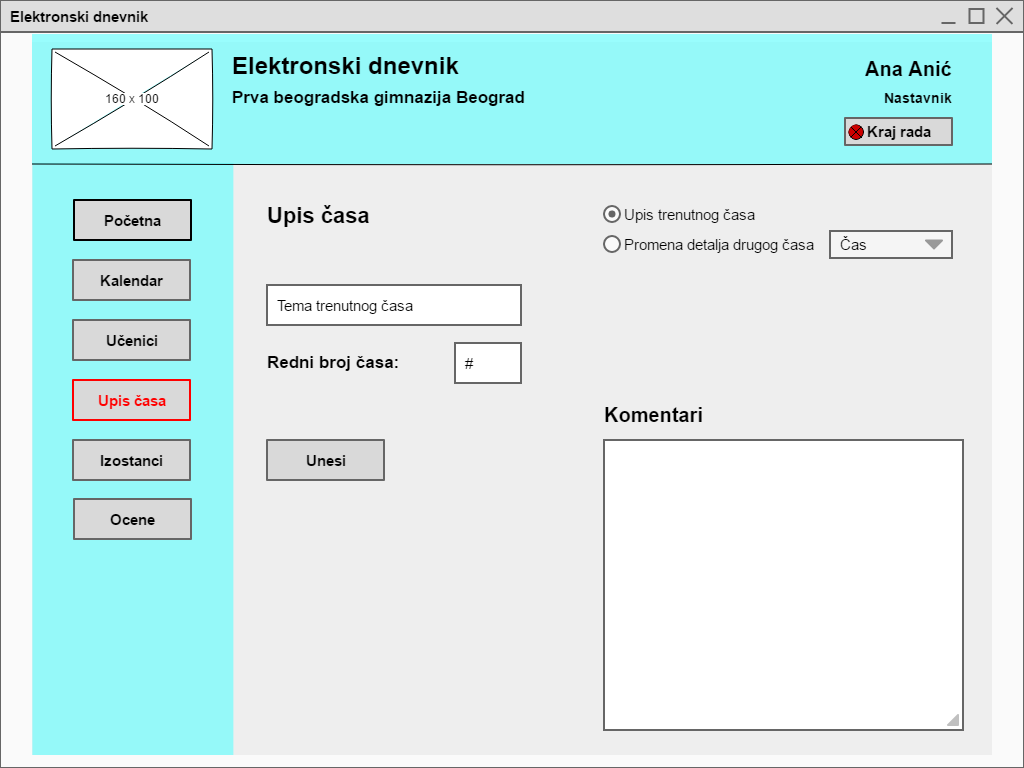 Elektronski dnevnik
160 x 100
Elektronski dnevnik
Prva beogradska gimnazija Beograd
Ana Anić
Nastavnik
Kraj rada
Početna
Kalendar
Učenici
Upis časa
Izostanci
Ocene
Upis časa
Upis trenutnog časa
Promena detalja drugog časa
Čas
Tema trenutnog časa
Redni broj časa:
#
Unesi
Komentari